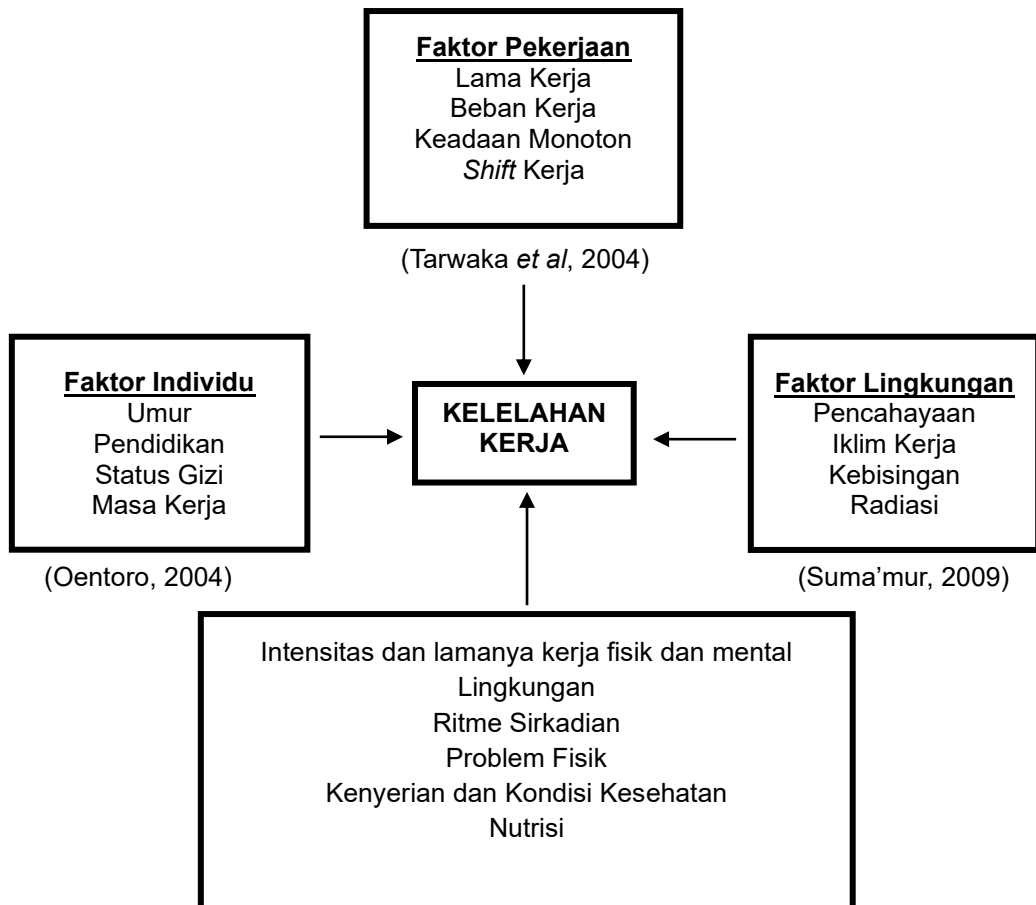 Faktor Pekerjaan
Lama Kerja
Beban Kerja
Keadaan Monoton
Shift Kerja
(Tarwaka et al, 2004)
Faktor Individu
Umur
Pendidikan
Status Gizi
Masa Kerja
(Oentoro, 2004)
KELELAHAN
KERJA
Faktor Lingkungan
Pencahayaan
Iklim Kerja
Kebisingan
Radiasi
(Suma’mur, 2009)
Intensitas dan lamanya kerja fisik dan mental
Lingkungan
Ritme Sirkadian
Problem Fisik
Kenyerian dan Kondisi Kesehatan
Nutrisi